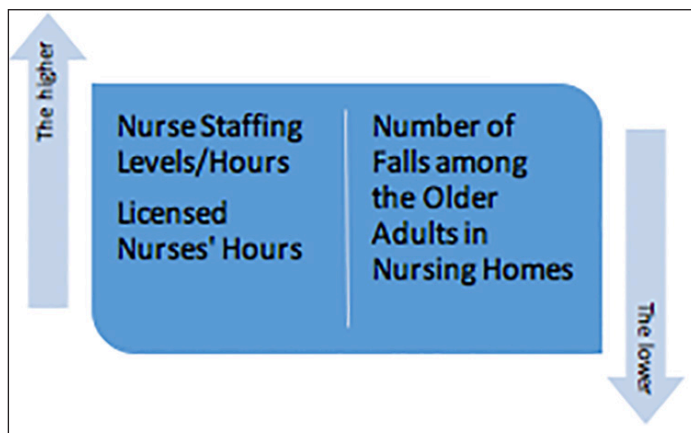 The higher
Nurse Staffing
Levels/Hours
Licensed
Nurses' Hours
Number of
Falls among
the Older
Adults in
Nursing Homes
The lower